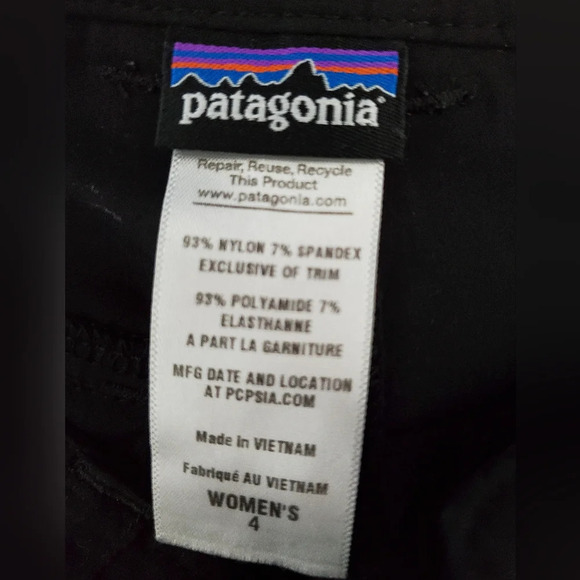 patagonia
Repair, Reuse, Recycle
This Product
www.patagonia.com
93% NYLON 7% SPANDEX
EXCLUSIVE OF TRIM
93% POLYAMIDE 7%
ELASTHANNE
A PART LA GARNITURE
MFG DATE AND LOCATION
AT PCPSIA.COM
Made in VIETNAM
Fabriqué AU VIETNAM
WOMEN'S
4